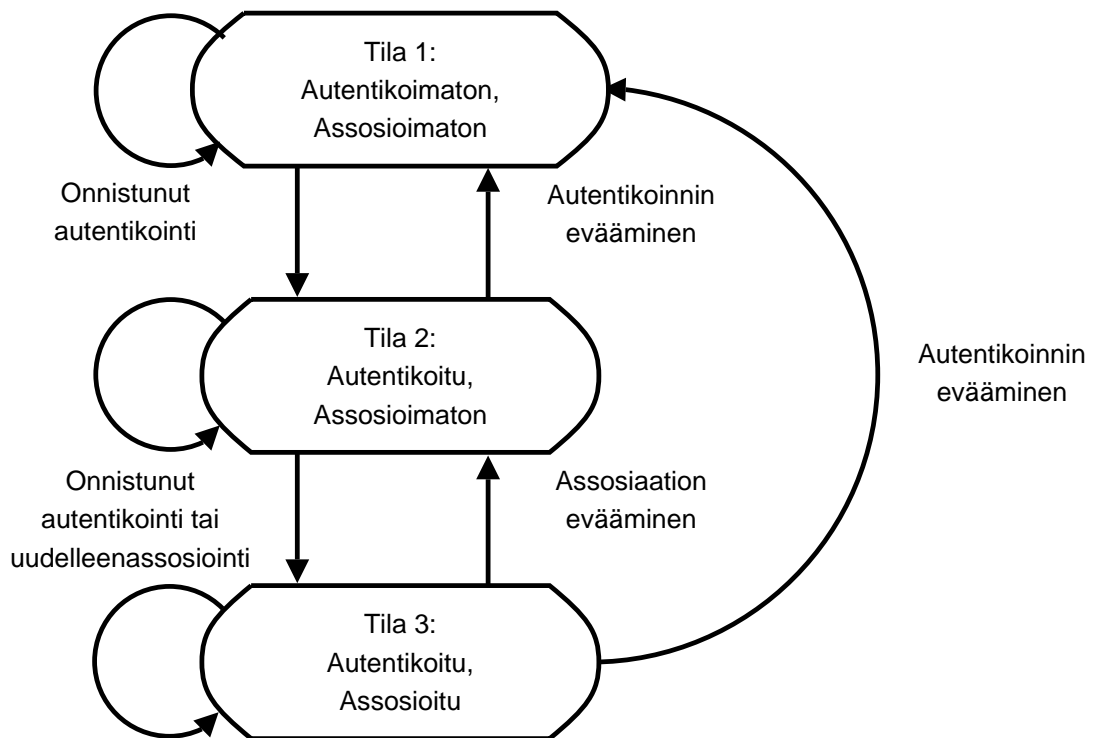 Tila 1:
Autentikoimaton,
Assosioimaton
Onnistunut
autentikointi
Autentikoinnin
evääminen
Tila 2:
Autentikoitu,
Assosioimaton
Autentikoinnin
evääminen
Onnistunut
autentikointi tai
uudelleenassosiointi
Assosiaation
evääminen
Tila 3:
Autentikoitu,
Assosioitu